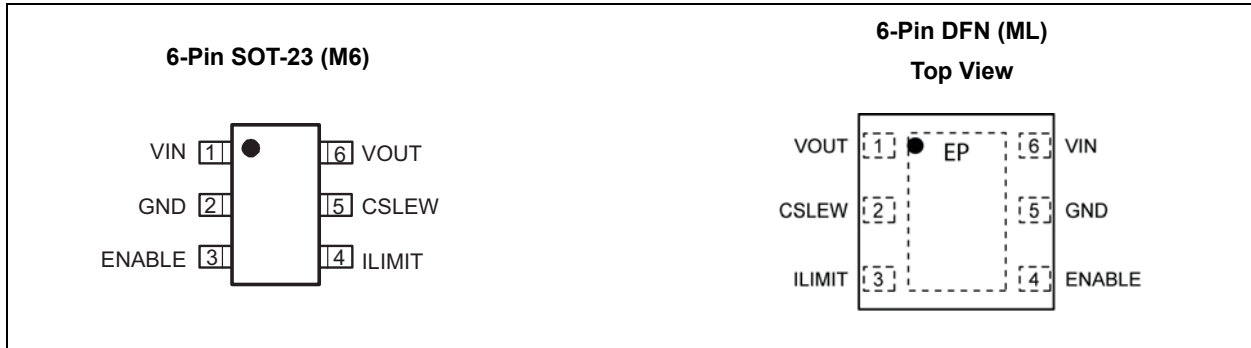 6-Pin SOT-23 (M6)
VIN 1 6 VOUT
GND 2 5 CSLEW
ENABLE 3 4 ILIMIT
6-Pin DFN (ML)
Top View
VOUT 1 EP 6 VIN
CSLEW 2 5 GND
ILIMIT 3 4 ENABLE